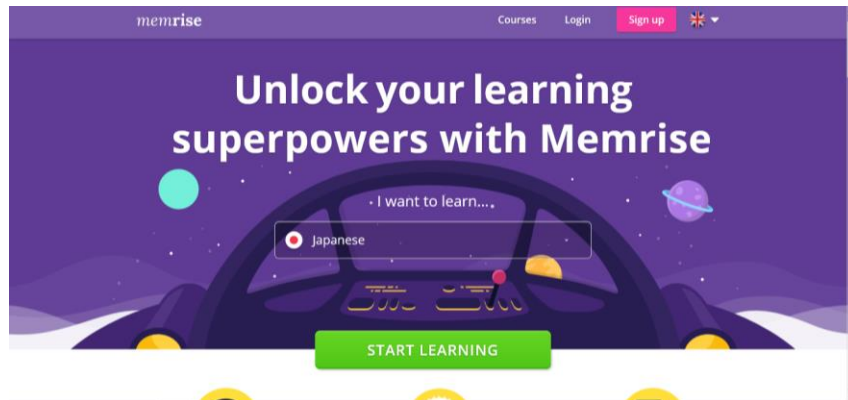 memrise
Courses Login Sign up
Unlock your learning
superpowers with Memrise
I want to learn...
Japanese
START LEARNING